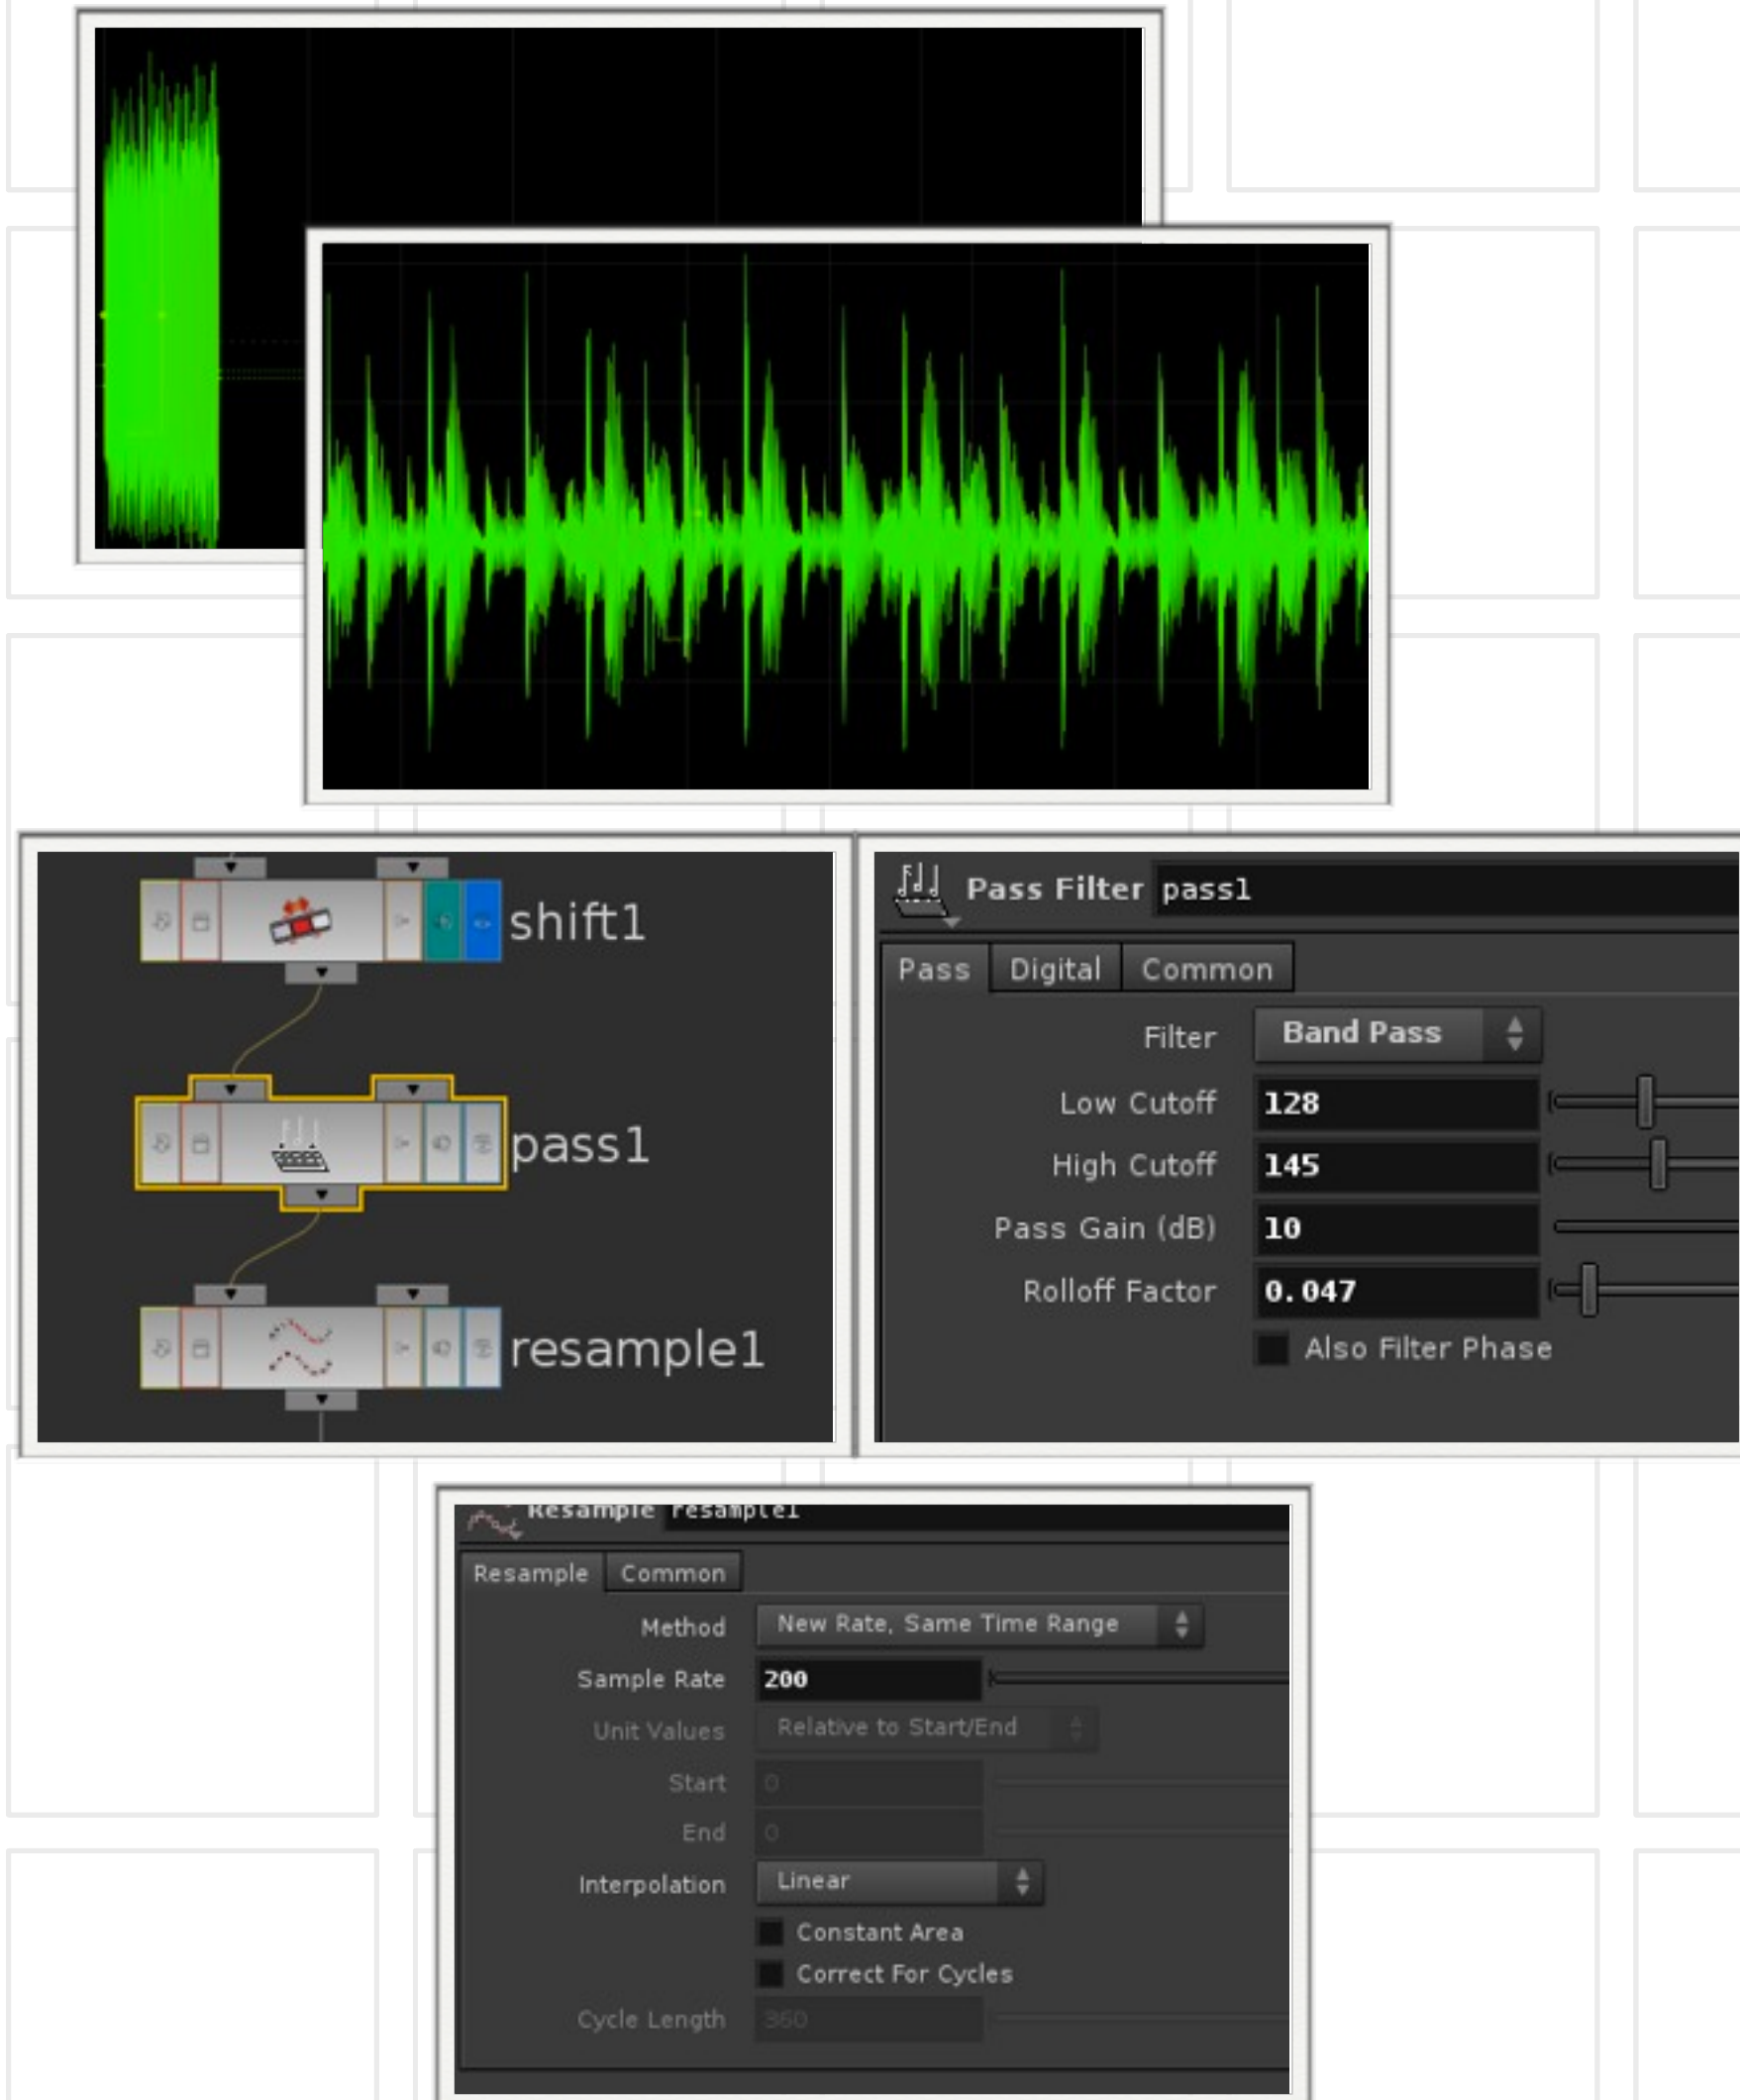 shift1
pass1
resample1
Pass Filter pass1
Pass Digital Common
Filter Band Pass
Low Cutoff 128
High Cutoff 145
Pass Gain (dB) 10
Rolloff Factor 0.047
Also Filter Phase
Resample resample1
Resample Common
Method New Rate, Same Time Range
Sample Rate 200
Unit Values Relative to Start/End
Start 0
End 0
Interpolation Linear
Constant Area
Correct For Cycles
Cycle Length 360